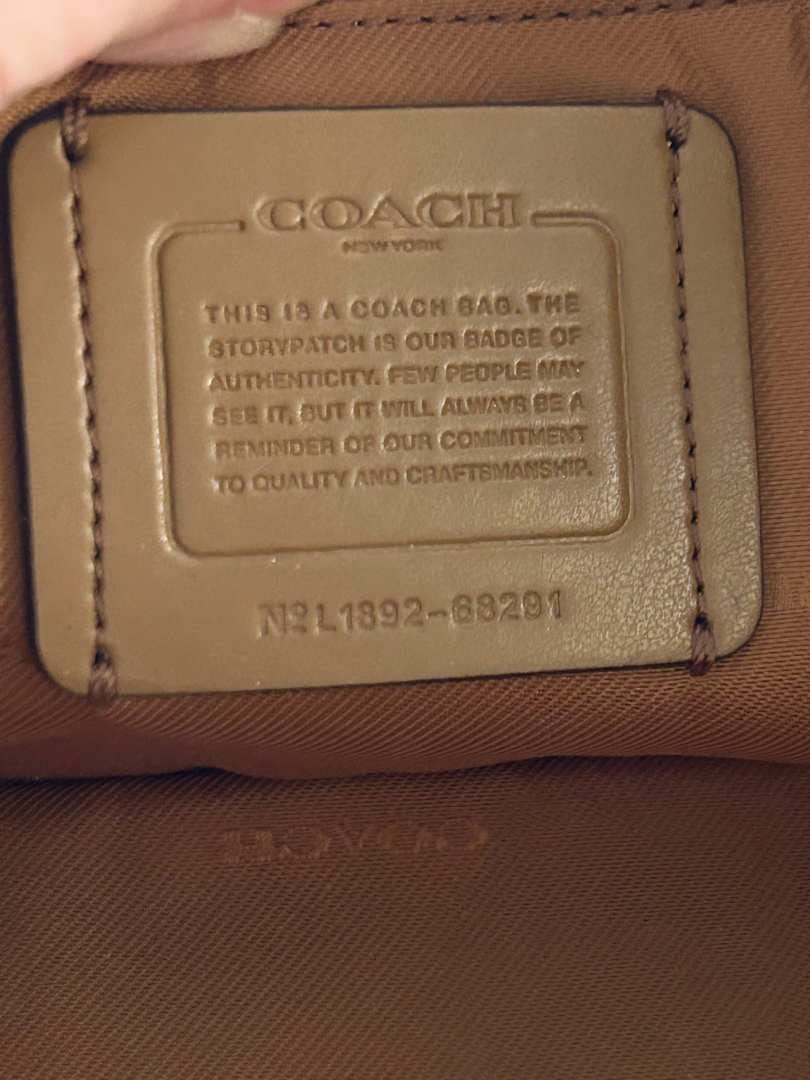 COACH
NEW YORK
THIS IS A COACH BAG. THE
STORYPATCH IS OUR BADGE OF
AUTHENTICITY. FEW PEOPLE MAY
SEE IT, BUT IT WILL ALWAYS BE A
REMINDER OF OUR COMMITMENT
TO QUALITY AND CRAFTSMANSHIP.
Nº L1892-68291
COACH